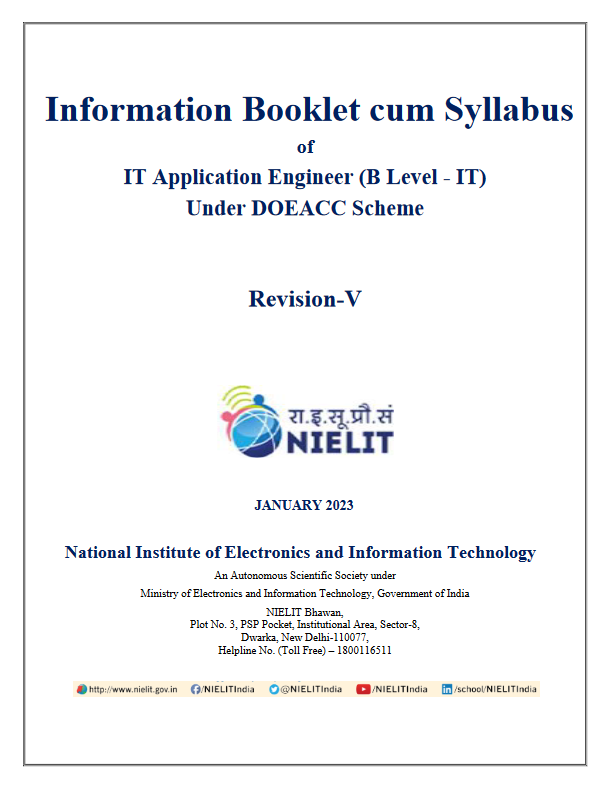 Information Booklet cum Syllabus
of
IT Application Engineer (B Level - IT)
Under DOEACC Scheme
Revision-V
रा.इ.सू.प्रौ.सं
NIELIT
JANUARY 2023
National Institute of Electronics and Information Technology
An Autonomous Scientific Society under
Ministry of Electronics and Information Technology, Government of India
NIELIT Bhawan,
Plot No. 3, PSP Pocket, Institutional Area, Sector-8,
Dwarka, New Delhi-110077,
Helpline No. (Toll Free) – 1800116511
http://www.nielit.gov.in /NIELITIndia @NIELITIndia /NIELITIndia /school/NIELITIndia